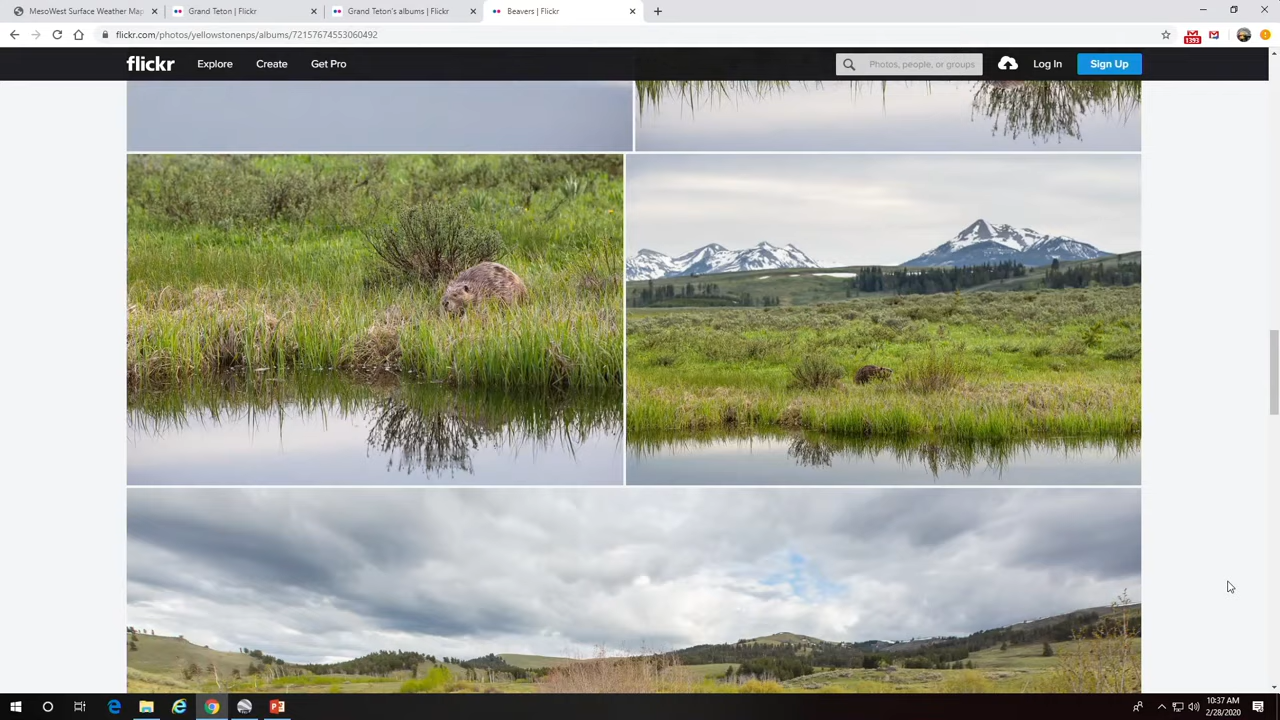 MesoWest Surface Weather Map
Grand Teton | Flickr
Grand Teton's albums | Flickr
Beavers | Flickr
flickr.com/photos/yellowstonenps/albums/72157674553060492
1393
flickr
Explore
Create
Get Pro
Photos, people, or groups
Log In
Sign Up
10:37 AM
2/28/2020